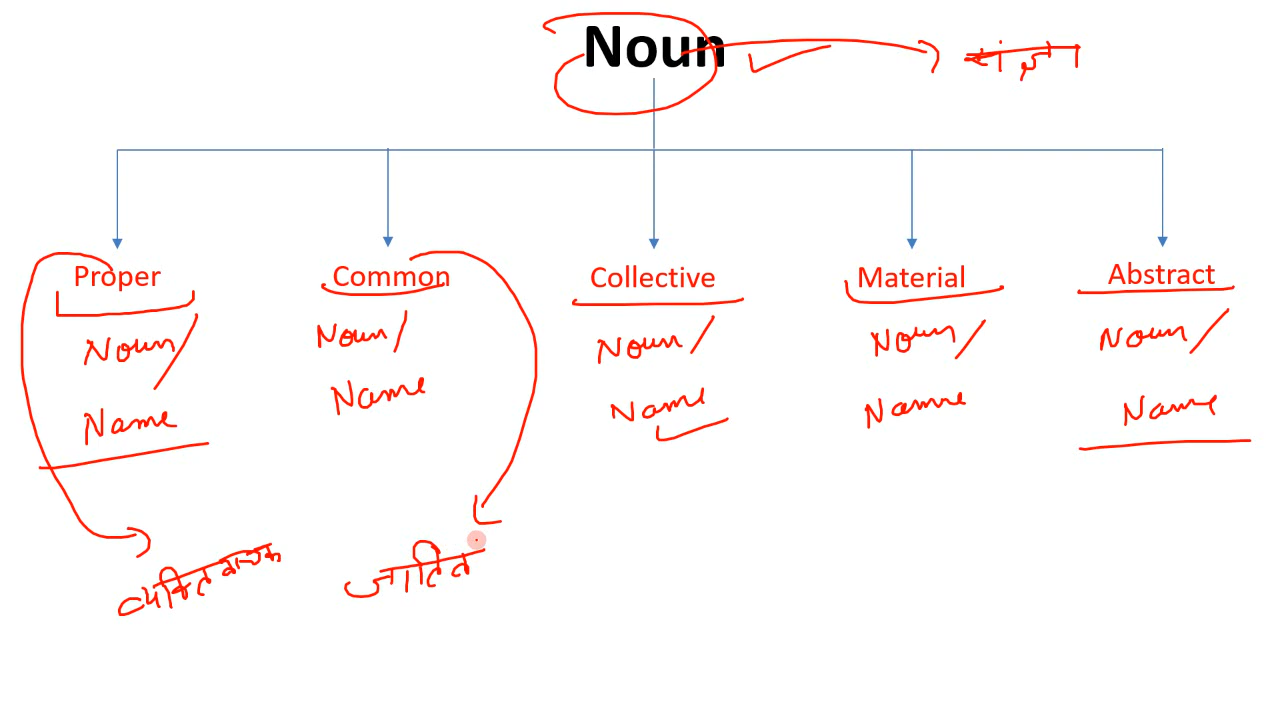 Noun
संज्ञा
Proper Common Collective Material Abstract
Noun/ Noun/ Noun/ Noun/ Noun/
Name Name Name Name Name
व्यक्तिवाचक जातिव